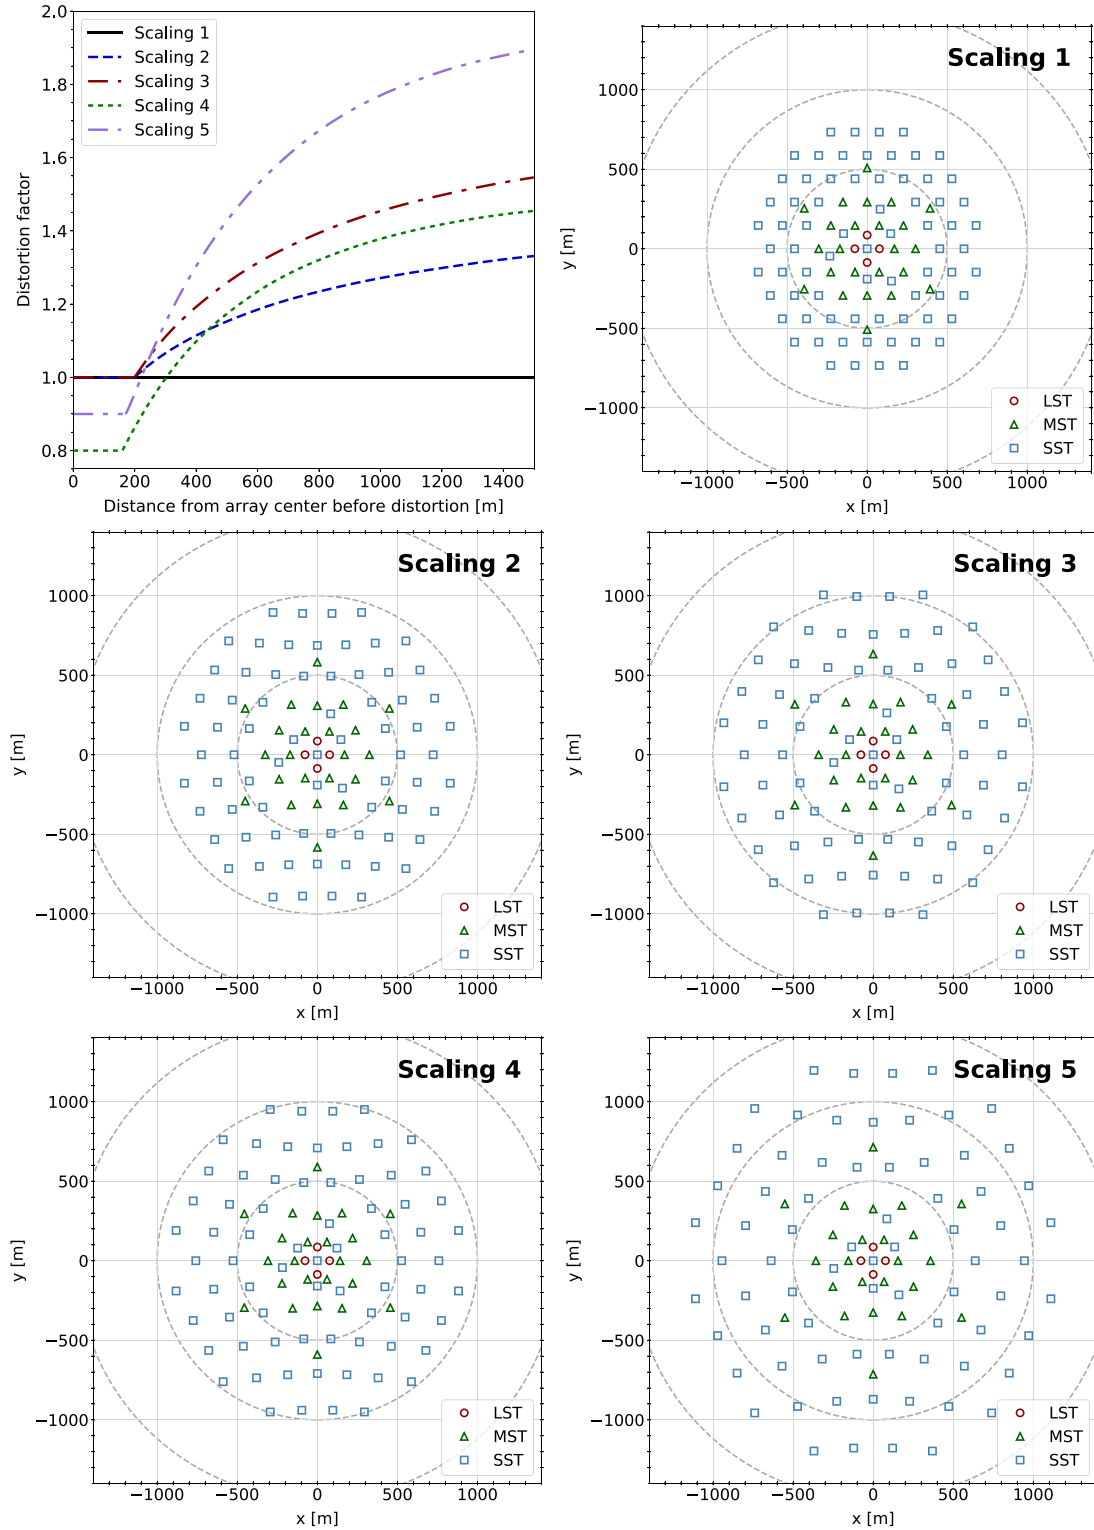 2.0
1.8
1.6
1.4
1.2
1.0
0.8
Distortion factor
Scaling 1
Scaling 2
Scaling 3
Scaling 4
Scaling 5
0 200 400 600 800 1000 1200 1400
Distance from array center before distortion [m]
Scaling 1
1000
500
0
−500
−1000
y [m]
LST
MST
SST
−1000 −500 0 500 1000
x [m]
Scaling 2
1000
500
0
−500
−1000
y [m]
LST
MST
SST
−1000 −500 0 500 1000
x [m]
Scaling 3
1000
500
0
−500
−1000
y [m]
LST
MST
SST
−1000 −500 0 500 1000
x [m]
Scaling 4
1000
500
0
−500
−1000
y [m]
LST
MST
SST
−1000 −500 0 500 1000
x [m]
Scaling 5
1000
500
0
−500
−1000
y [m]
LST
MST
SST
−1000 −500 0 500 1000
x [m]